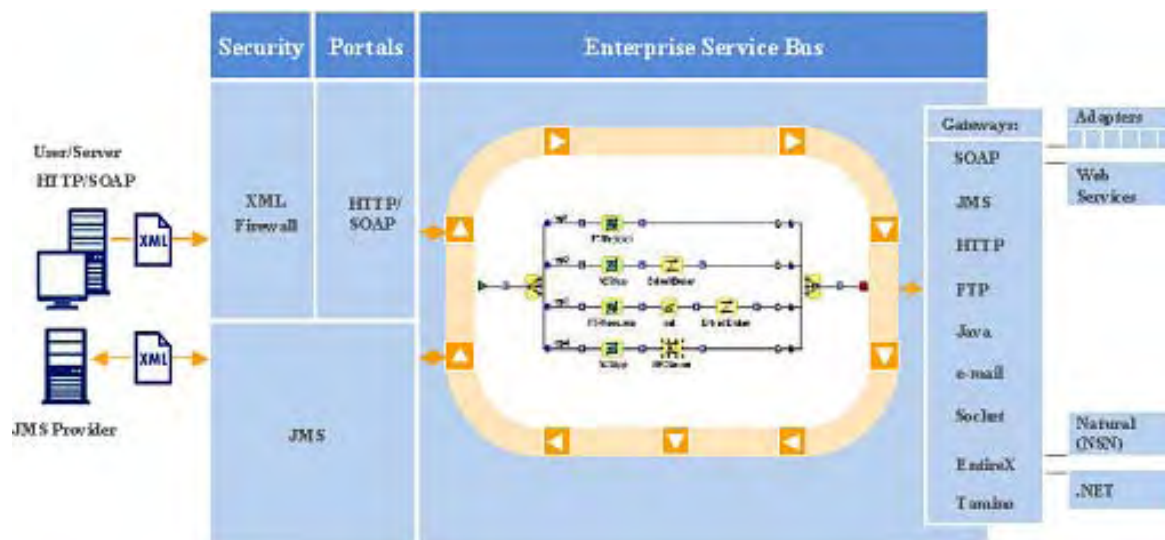 Security
Portals
Enterprise Service Bus
User/Server
HTTP/SOAP
XML
XML
Firewall
HTTP/
SOAP
JMS Provider
XML
JMS
Gateways:
SOAP
JMS
HTTP
FTP
Java
e-mail
Socket
EntireX
Tamino
Adapters
Web
Services
Natural
(NSN)
.NET